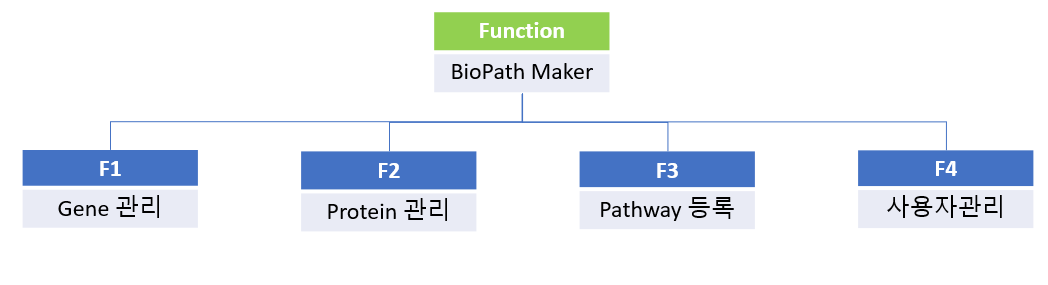 Function
BioPath Maker
F1
Gene 관리
F2
Protein 관리
F3
Pathway 등록
F4
사용자관리